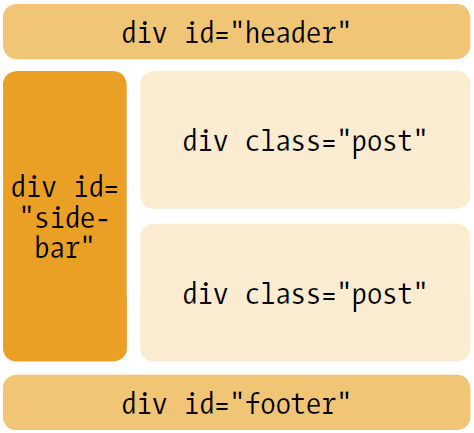 div id="header"
div id=
"side-
bar"
div class="post"
div class="post"
div id="footer"